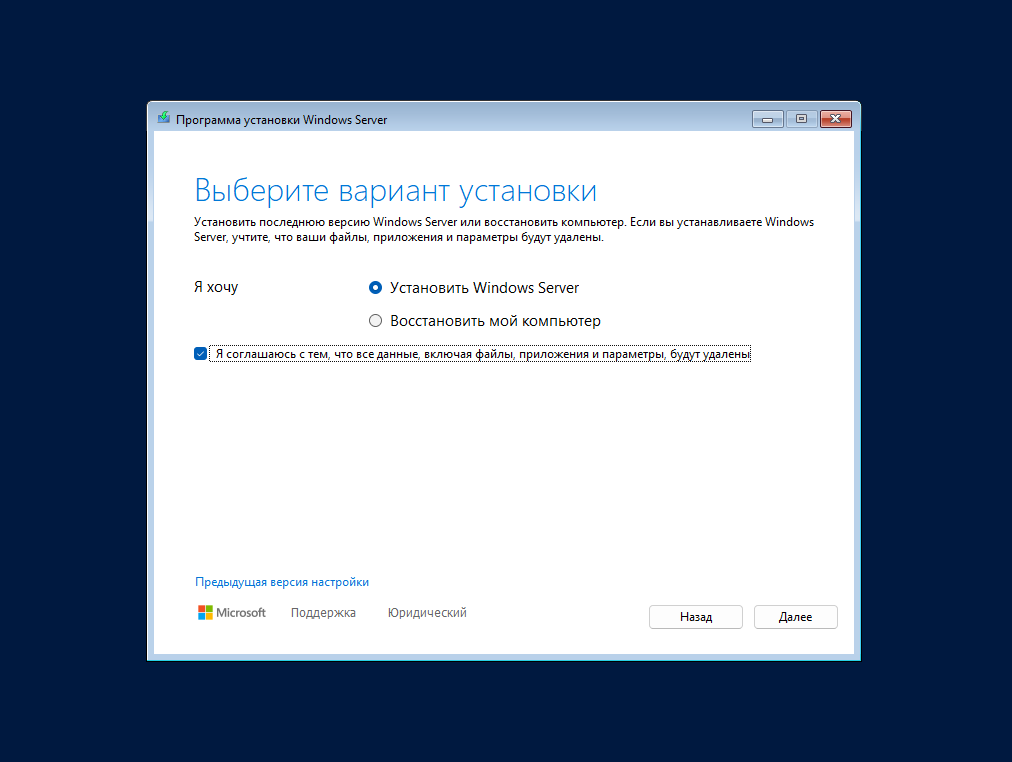 Программа установки Windows Server
Выберите вариант установки
Установить последнюю версию Windows Server или восстановить компьютер. Если вы устанавливаете Windows
Server, учтите, что ваши файлы, приложения и параметры будут удалены.
Я хочу
Установить Windows Server
Восстановить мой компьютер
Я соглашаюсь с тем, что все данные, включая файлы, приложения и параметры, будут удалены
Предыдущая версия настройки
Microsoft Поддержка Юридический
Назад Далее